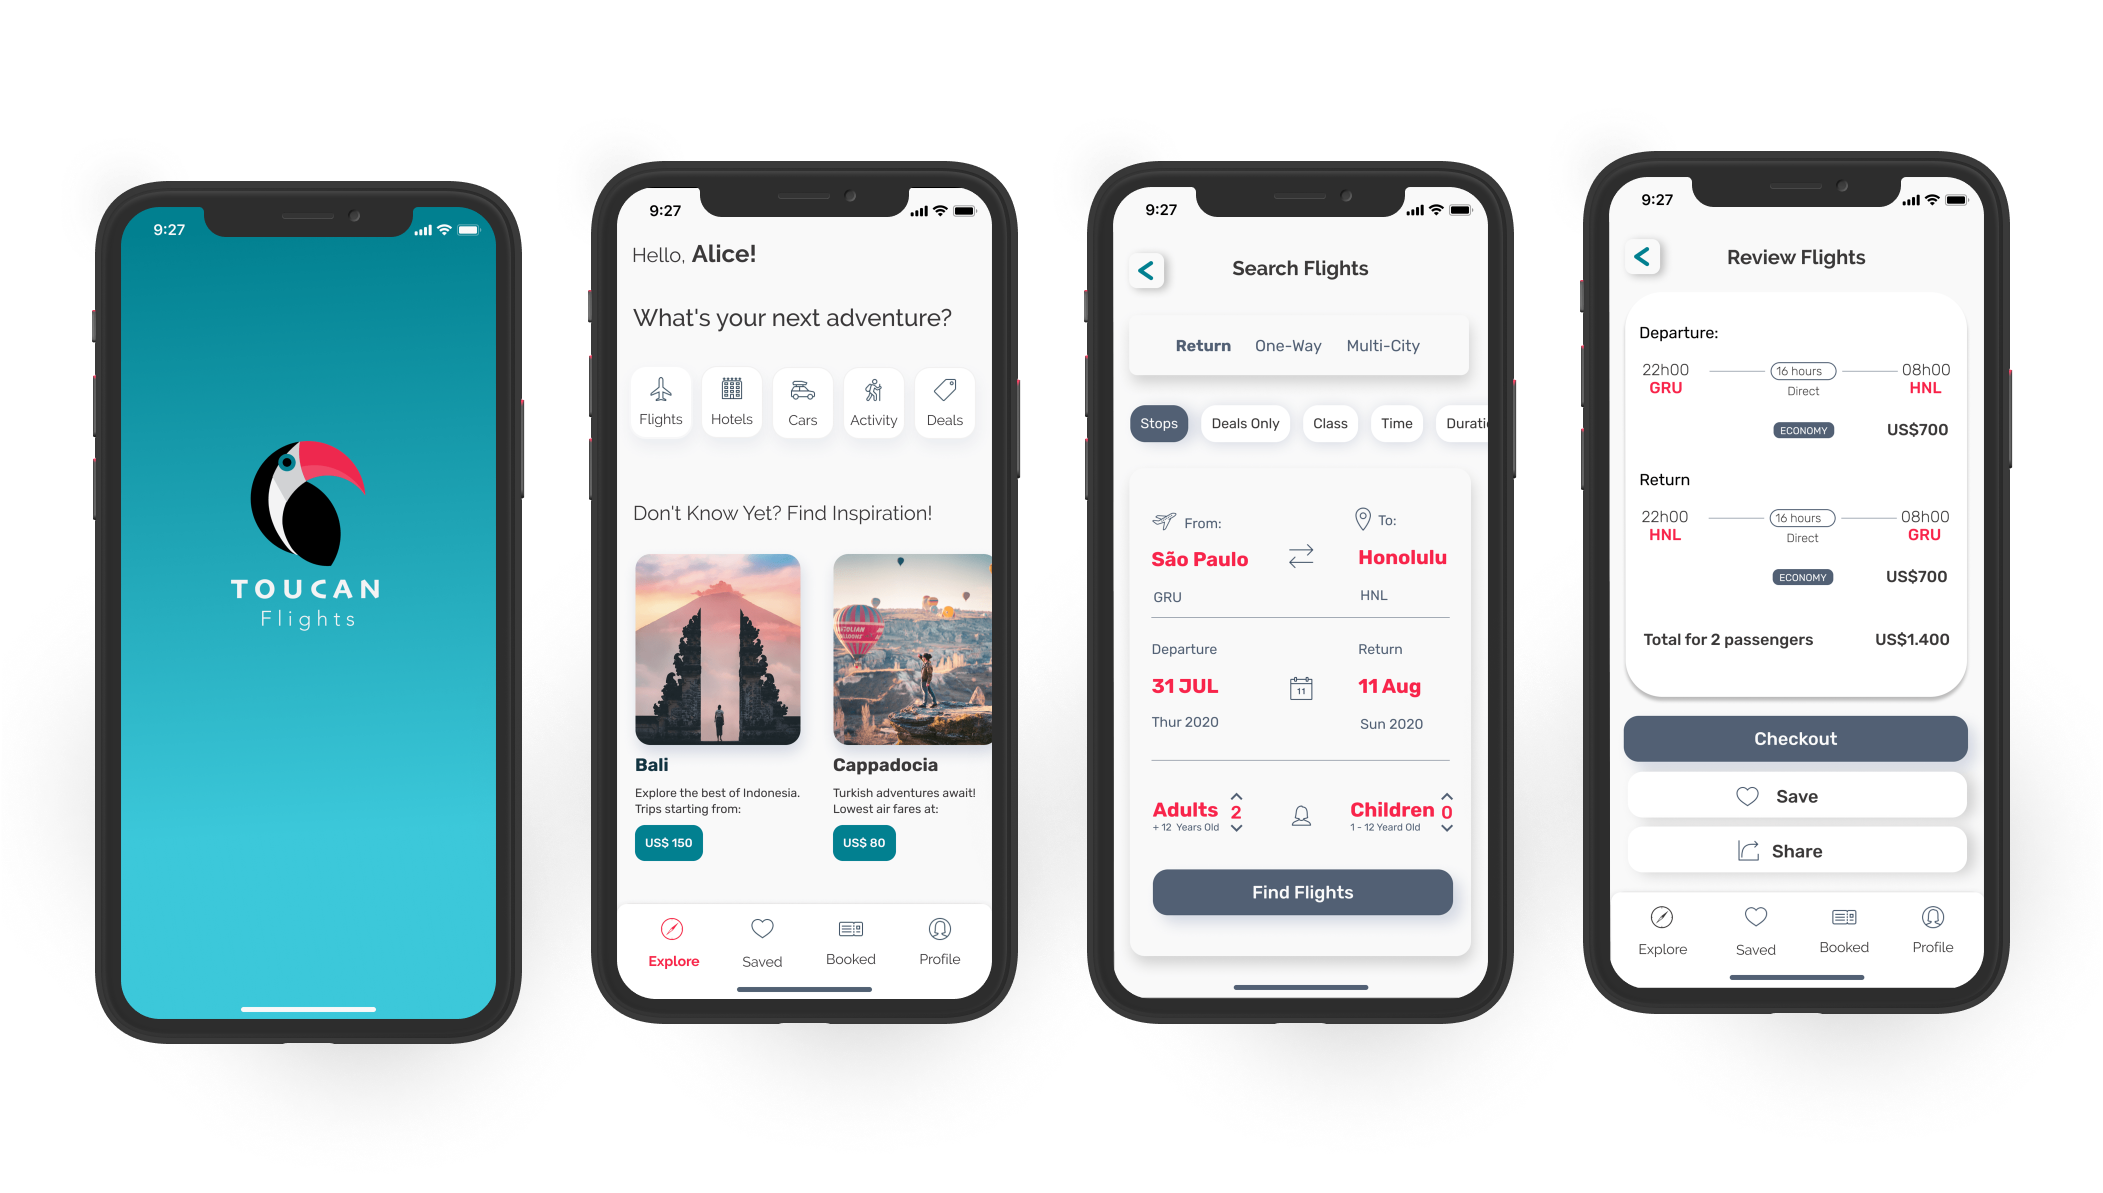 9:27
TOUCAN
Flights
9:27
Hello, Alice!
What's your next adventure?
Flights
Hotels
Cars
Activity
Deals
Don't Know Yet? Find Inspiration!
Bali
Explore the best of Indonesia.
Trips starting from:
US$ 150
Cappadocia
Turkish adventures await!
Lowest air fares at:
US$ 80
Explore
Saved
Booked
Profile
9:27
Search Flights
Return One-Way Multi-City
Stops Deals Only Class Time Durati
From:
São Paulo
GRU
To:
Honolulu
HNL
Departure
31 JUL
Thur 2020
11
Return
11 Aug
Sun 2020
Adults 2
+ 12 Years Old
Children 0
1 - 12 Yeard Old
Find Flights
9:27
Review Flights
Departure:
22h00 16 hours 08h00
GRU Direct HNL
ECONOMY US$700
Return
22h00 16 hours 08h00
HNL Direct GRU
ECONOMY US$700
Total for 2 passengers US$1.400
Checkout
Save
Share
Explore
Saved
Booked
Profile